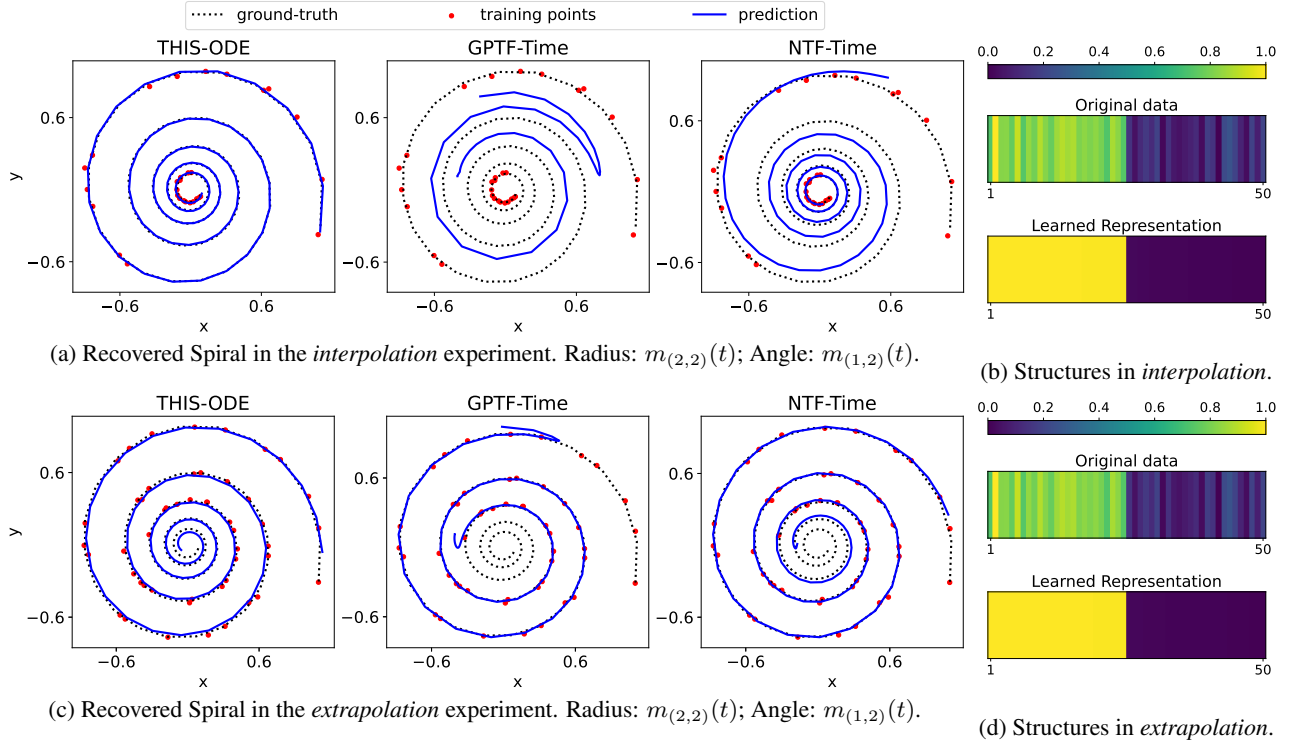 ground-truth training points prediction
THIS-ODE GPTF-Time NTF-Time
0.0 0.2 0.4 0.6 0.8 1.0
Original data
1 50
Learned Representation
1 50
y
0.6 0.6 0.6
−0.6 −0.6 −0.6
−0.6 0.6 −0.6 0.6 −0.6 0.6
x x x
(a) Recovered Spiral in the interpolation experiment. Radius: m(2,2)(t); Angle: m(1,2)(t).
(b) Structures in interpolation.
THIS-ODE GPTF-Time NTF-Time
0.0 0.2 0.4 0.6 0.8 1.0
Original data
1 50
Learned Representation
1 50
y
0.6 0.6 0.6
−0.6 −0.6 −0.6
−0.6 0.6 −0.6 0.6 −0.6 0.6
x x x
(c) Recovered Spiral in the extrapolation experiment. Radius: m(2,2)(t); Angle: m(1,2)(t).
(d) Structures in extrapolation.